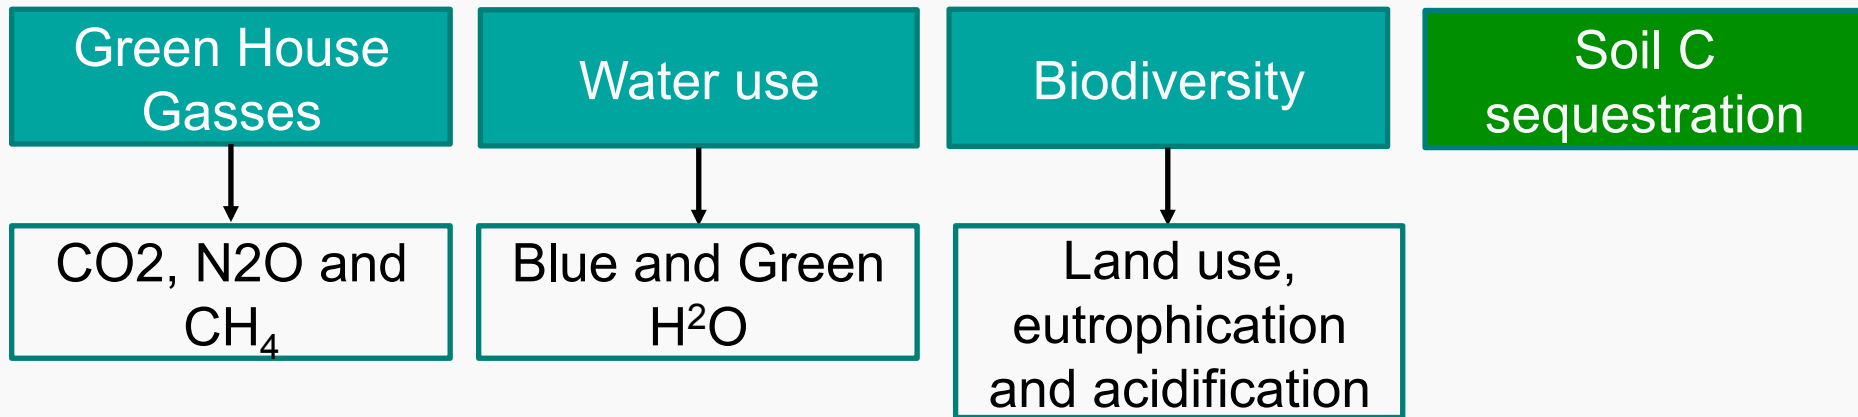 Green House
Gasses
Water use
Biodiversity
Soil C
sequestration
CO2, N2O and
CH₄
Blue and Green
H²O
Land use,
eutrophication
and acidification